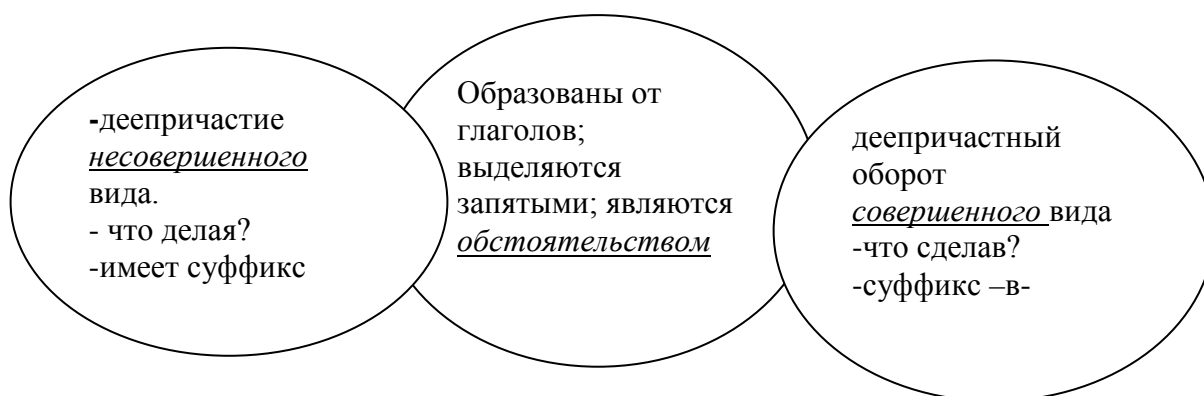 -деепричастие
несовершенного
вида.
- что делая?
-имеет суффикс
Образованы от
глаголов;
выделяются
запятыми; являются
обстоятельством
деепричастный
оборот
совершенного вида
-что сделав?
-суффикс –в-